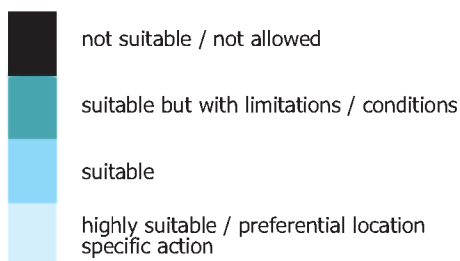 not suitable / not allowed
suitable but with limitations / conditions
suitable
highly suitable / preferential location
specific action